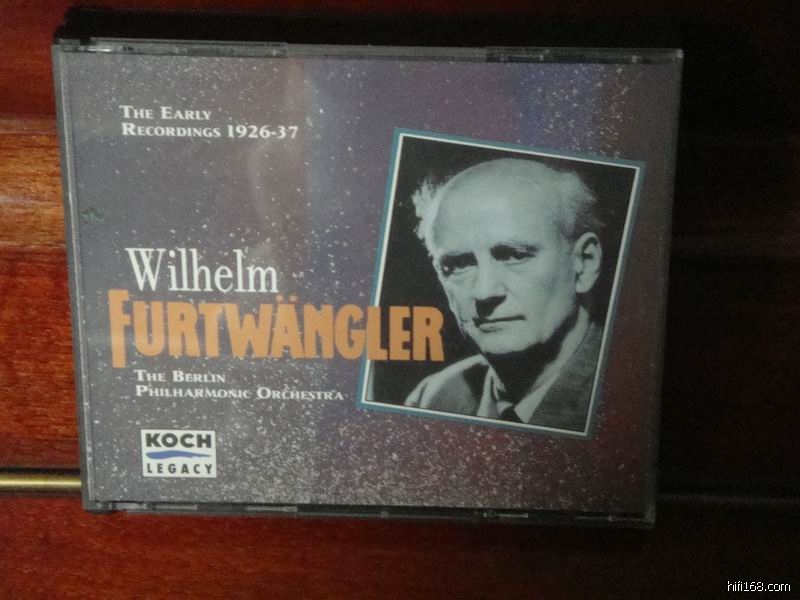 The Early
Recordings 1926-37
Wilhelm
FURTWÄNGLER
The Berlin
Philharmonic Orchestra
KOCH
LEGACY
hifi168.com